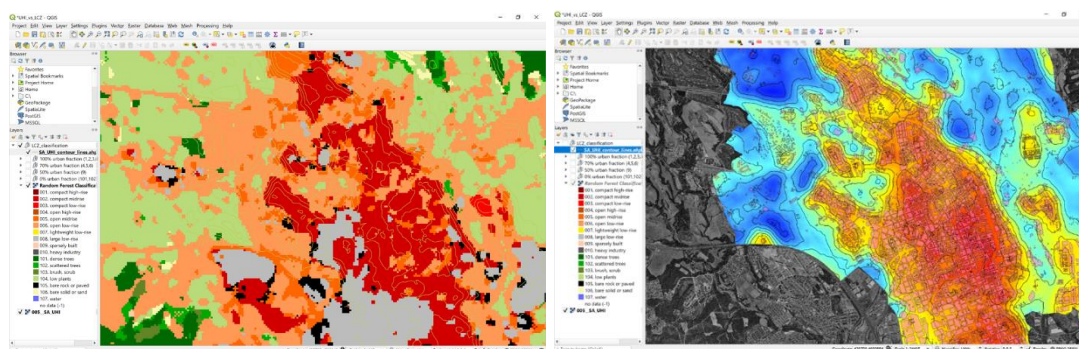 *UHI_vs_LCZ - QGIS
Project Edit View Layer Settings Plugins Vector Raster Database Web Mesh Processing Help
Browser
Favorites
Spatial Bookmarks
Project Home
Home
C:\
GeoPackage
SpatiaLite
PostGIS
MSSQL
Layers
LCZ_classification
SA_UHI_contour_lines.shp
100% urban fraction (1,2,3,
70% urban fraction (4,5,6)
50% urban fraction (9)
0% urban fraction (101,102
Random Forest Classifica
001. compact high-rise
002. compact midrise
003. compact low-rise
004. open high-rise
005. open midrise
006. open low-rise
007. lightweight low-rise
008. large low-rise
009. sparsely built
010. heavy industry
101. dense trees
102. scattered trees
103. brush, scrub
104. low plants
105. bare rock or paved
106. bare solid or sand
107. water
no data (-1)
005_SA_UHI
*UHI_vs_LCZ - QGIS
Project Edit View Layer Settings Plugins Vector Raster Database Web Mesh Processing Help
Browser
Favorites
Spatial Bookmarks
Project Home
Home
C:\
GeoPackage
SpatiaLite
PostGIS
MSSQL
Layers
LCZ_classification
SA_UHI_contour_lines.shp
100% urban fraction (1,2,3,
70% urban fraction (4,5,6)
50% urban fraction (9)
0% urban fraction (101,102
Random Forest Classifica
001. compact high-rise
002. compact midrise
003. compact low-rise
004. open high-rise
005. open midrise
006. open low-rise
007. lightweight low-rise
008. large low-rise
009. sparsely built
010. heavy industry
101. dense trees
102. scattered trees
103. brush, scrub
104. low plants
105. bare rock or paved
106. bare solid or sand
107. water
no data (-1)
005_SA_UHI